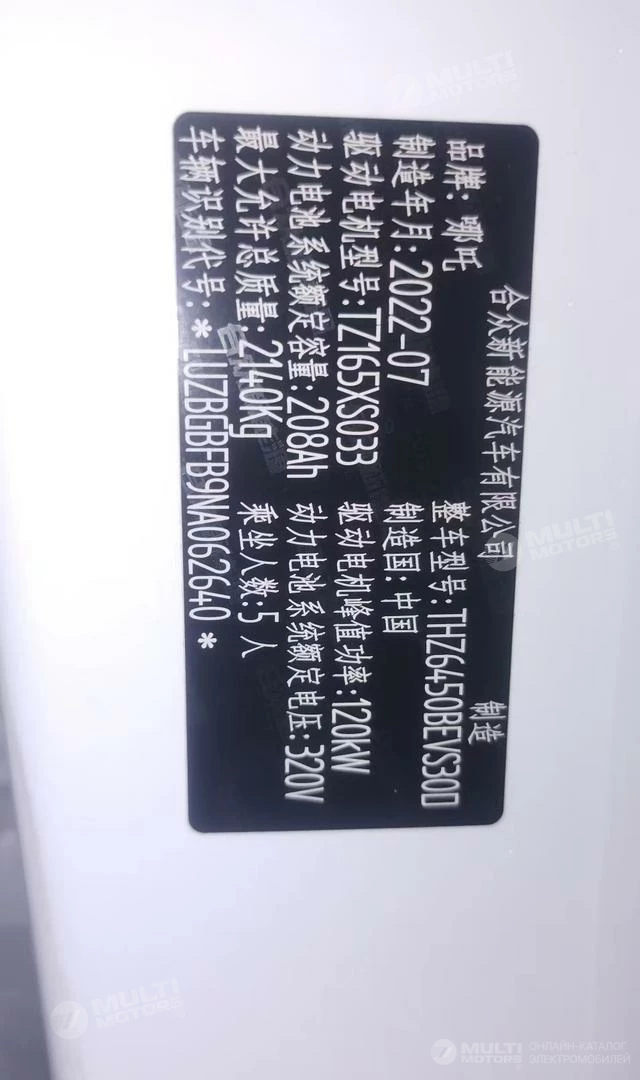 合众新能源汽车有限公司 制造
品牌: 哪吒 整车型号: THZ6450BEVS30D
制造年月: 2022-07 制造国: 中国
驱动电机型号: TZ165XS033 驱动电机峰值功率: 120kW
动力电池系统额定容量: 208Ah 动力电池系统额定电压: 320V
最大允许总质量: 2140Kg 乘坐人数: 5 人
车辆识别代号: *LUZBGBFB9NA062640*
MULTI MOTORS
MULTI MOTORS
MULTI MOTORS
MULTI MOTORS ОНЛАЙН-КАТАЛОГ ЭЛЕКТРОМОБИЛЕЙ